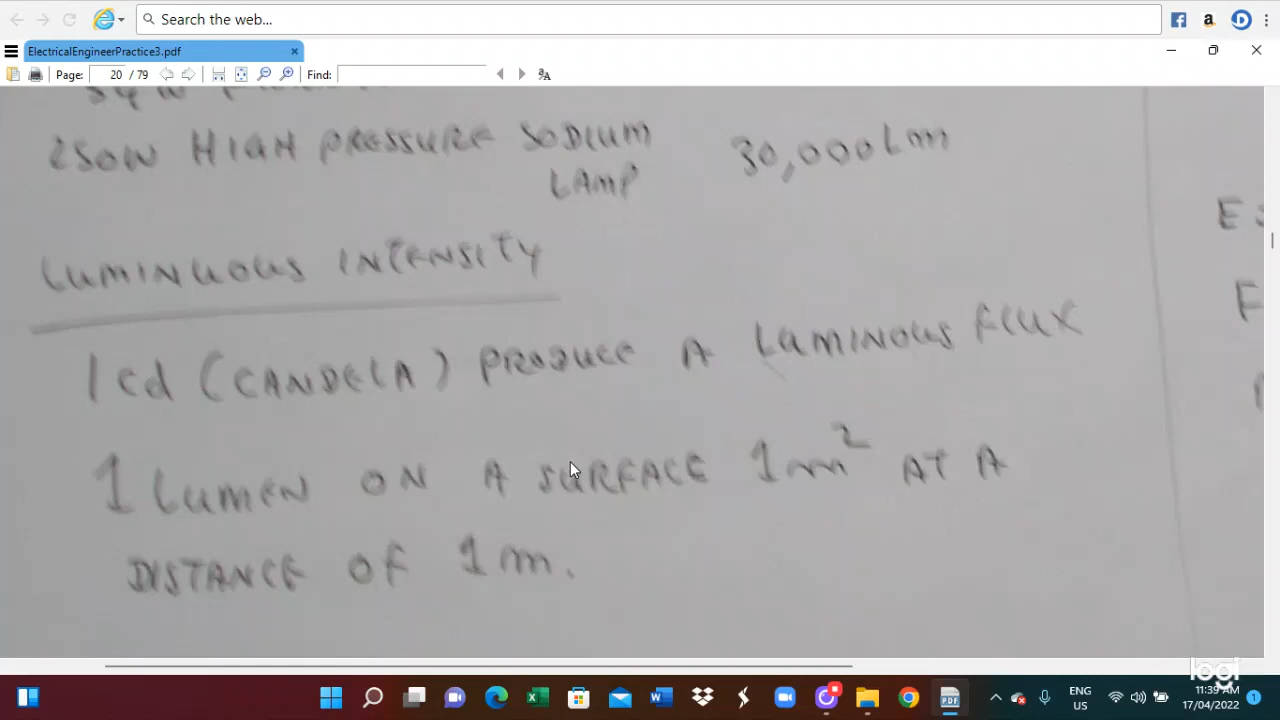 Search the web...
ElectricalEngineerPractice3.pdf
Page: 20 / 79 Find:
250W HIGH PRESSURE SODIUM 30,000Lm
LAMP
LUMINUOUS INTENSITY
1cd (CANDELA) PRODUCE A LUMINOUS FLUX
1 LUMEN ON A SURFACE 1m² AT A
DISTANCE OF 1m.
logi
ENG
US
11:39 AM
17/04/2022